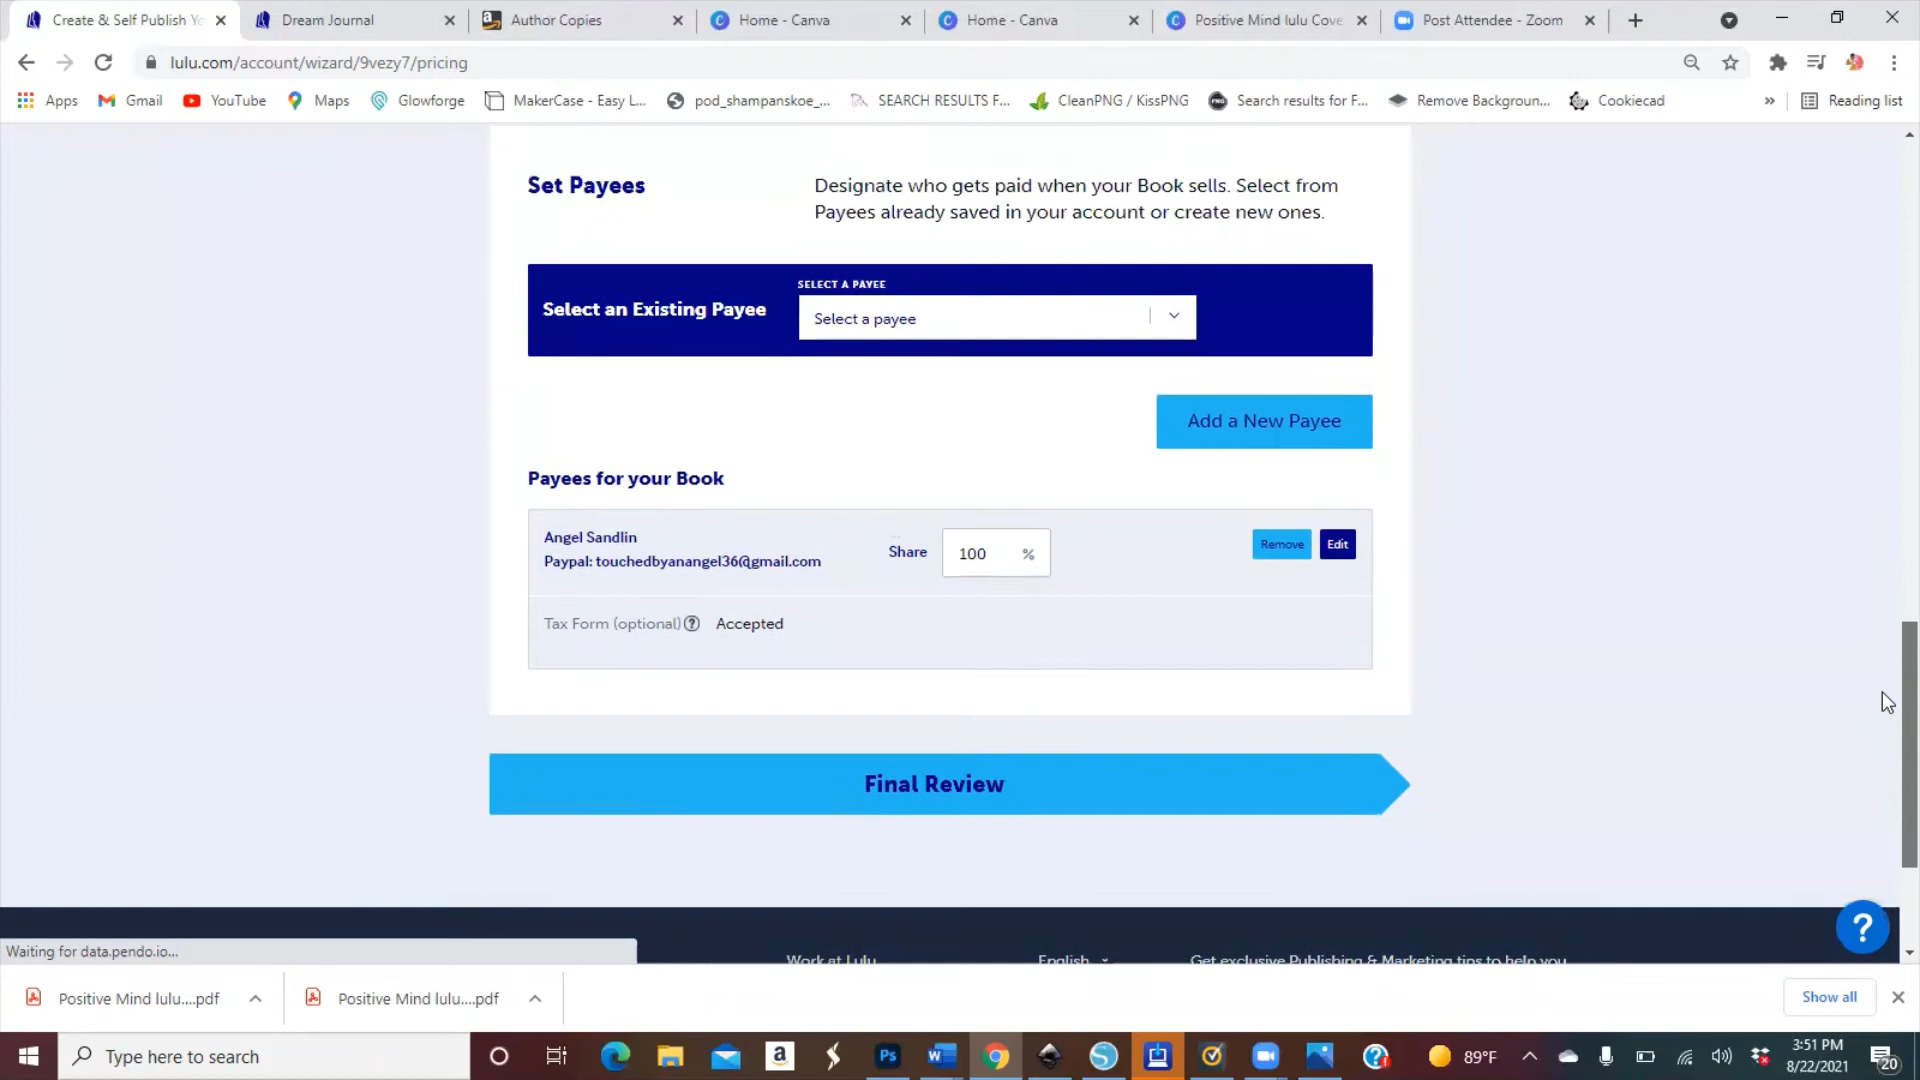 Create & Self Publish Yo
Dream Journal
Author Copies
Home - Canva
Home - Canva
Positive Mind lulu Cove
Post Attendee - Zoom
lulu.com/account/wizard/9vezy7/pricing
Apps
Gmail
YouTube
Maps
Glowforge
MakerCase - Easy L...
pod_shampanskoe_...
SEARCH RESULTS F...
CleanPNG / KissPNG
Search results for F...
Remove Backgroun...
Cookiecad
»
Reading list
Set Payees
Designate who gets paid when your Book sells. Select from
Payees already saved in your account or create new ones.
SELECT A PAYEE
Select an Existing Payee
Select a payee
Add a New Payee
Payees for your Book
Angel Sandlin
Paypal: touchedbyanangel36@gmail.com
Share
100 %
Remove
Edit
Tax Form (optional) ?
Accepted
Final Review
?
Waiting for data.pendo.io...
Work at Lulu
English
Get exclusive Publishing & Marketing tips to help you
Positive Mind lulu....pdf
Positive Mind lulu....pdf
Show all
Type here to search
89°F
3:51 PM
8/22/2021
20